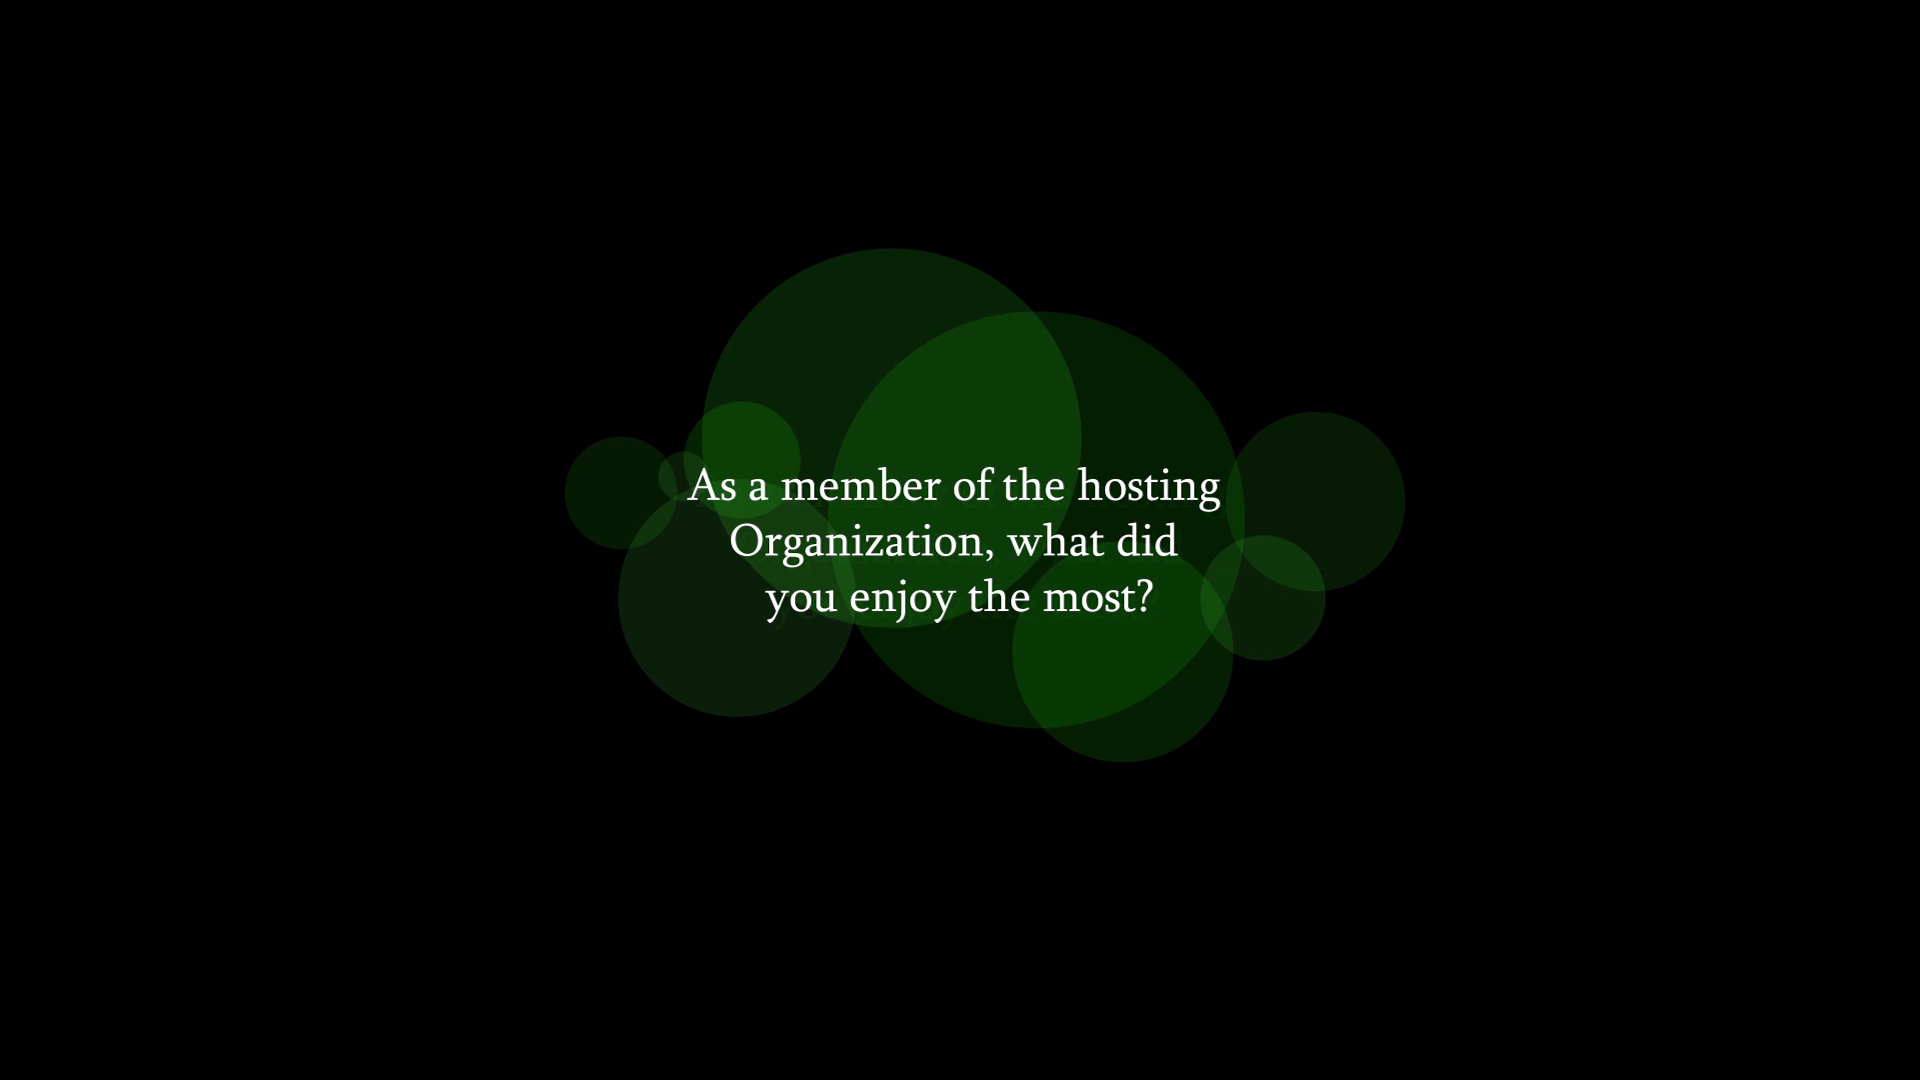 As a member of the hosting
Organization, what did
you enjoy the most?